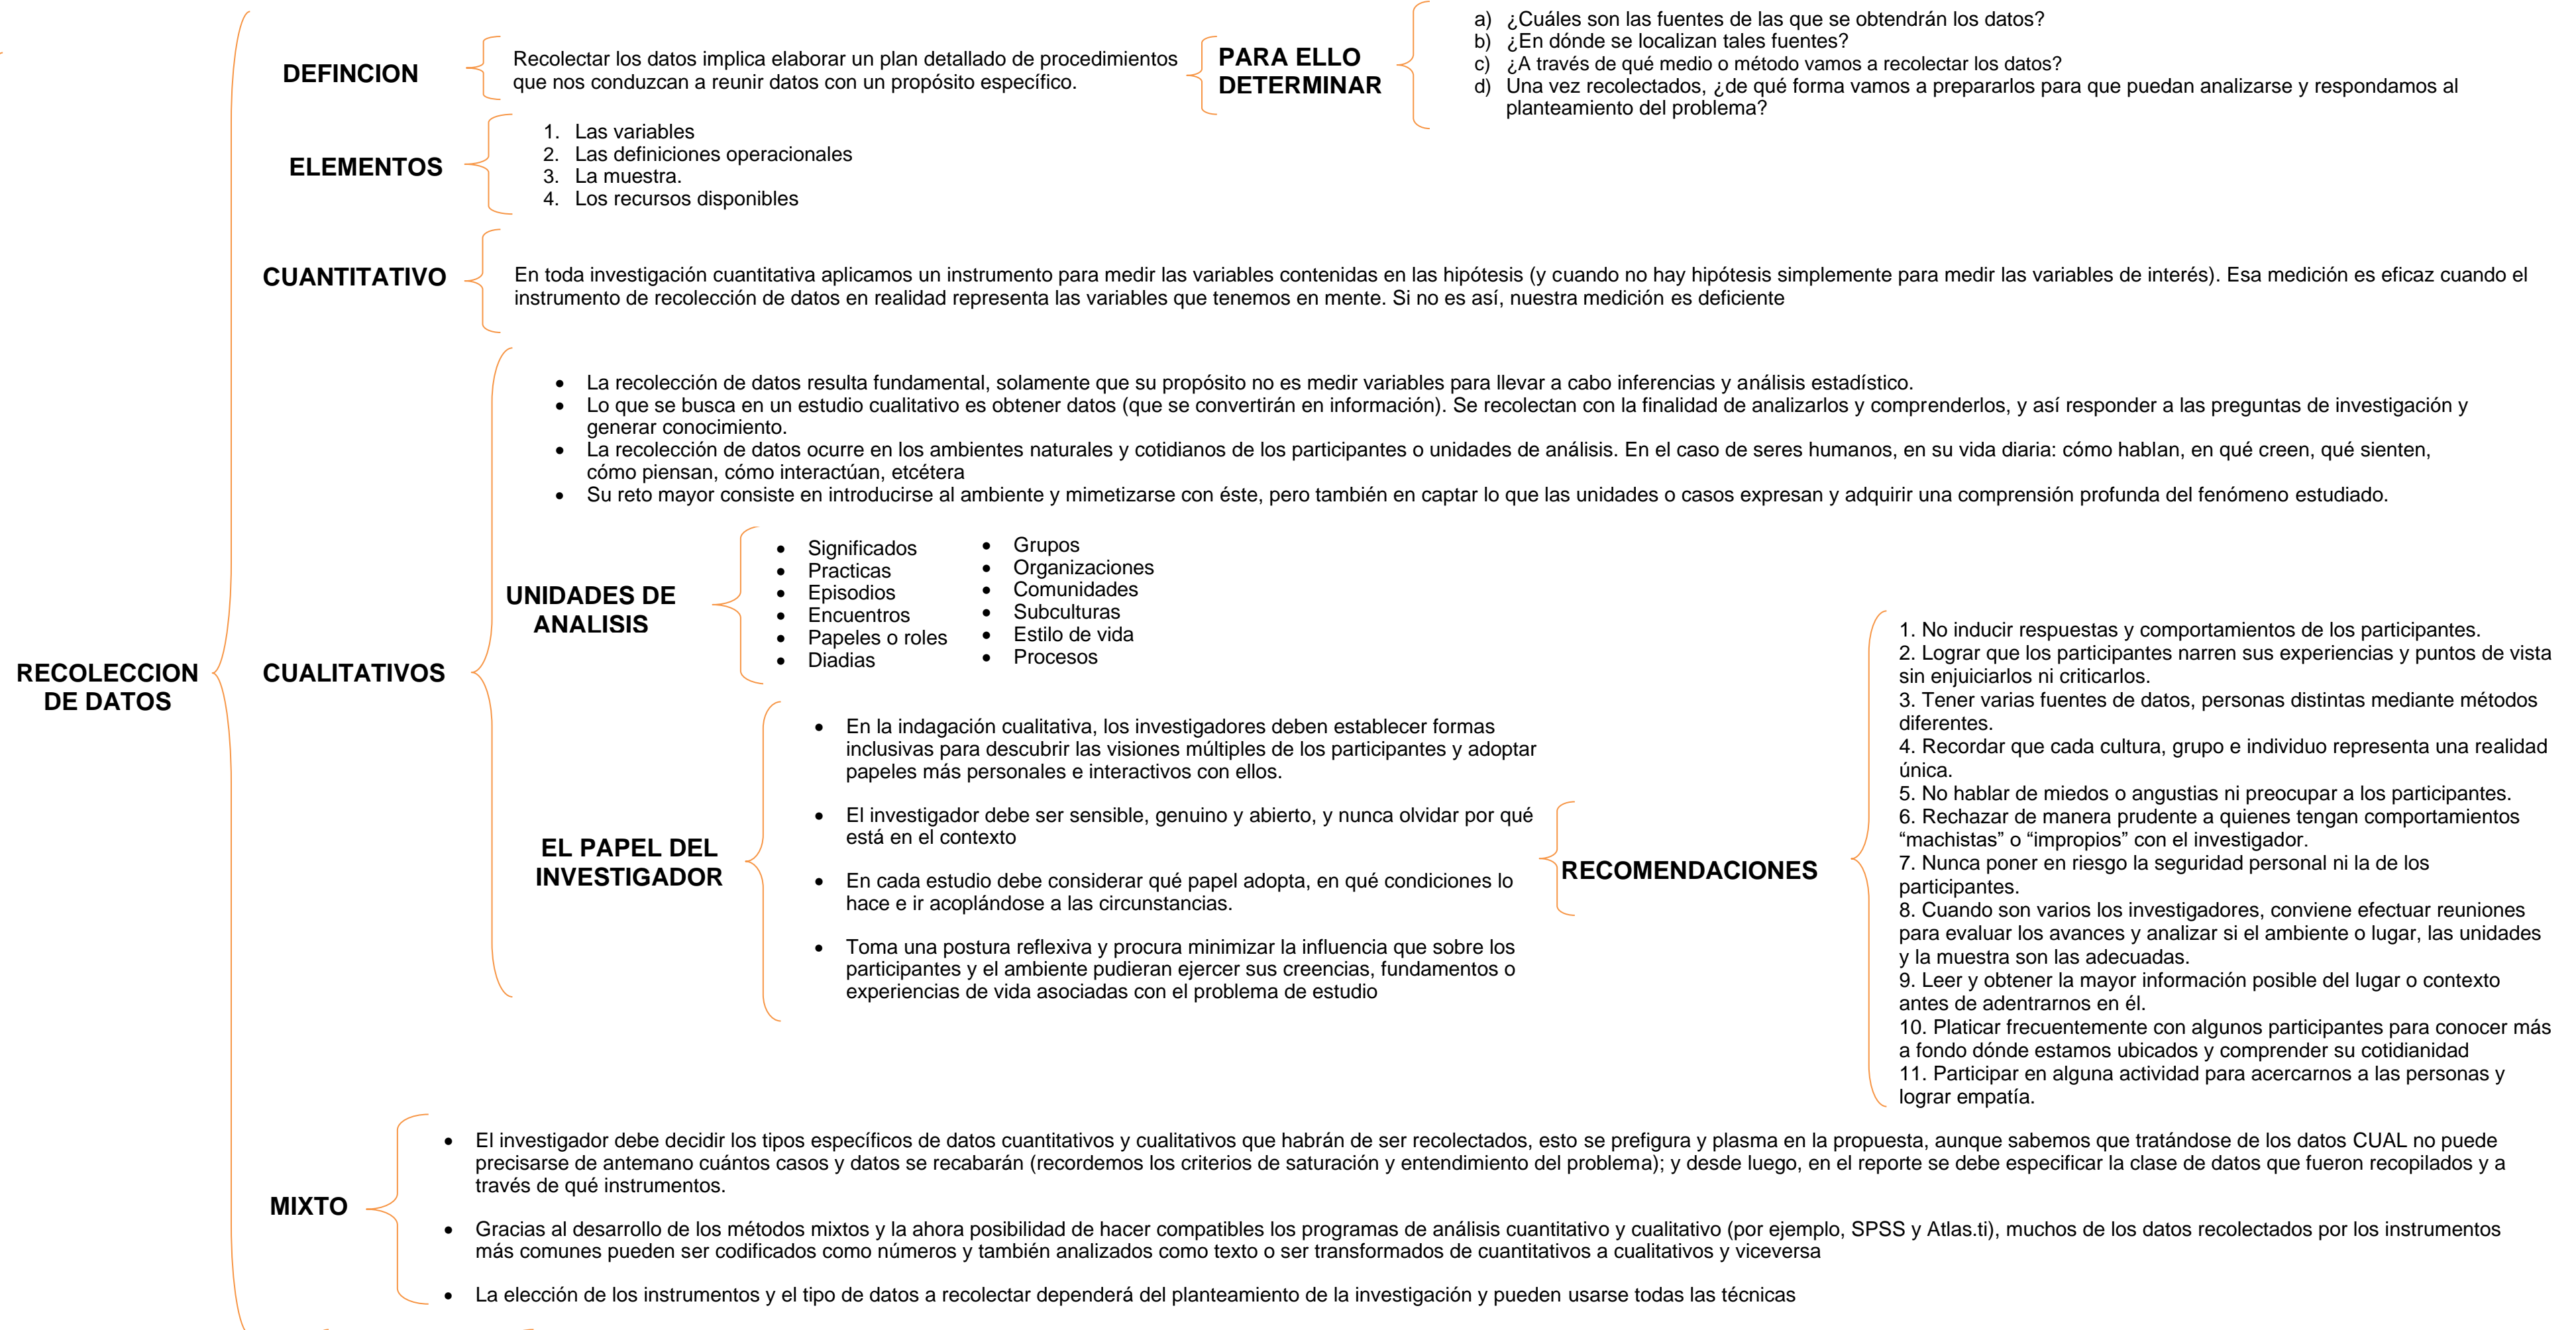 DEFINCION
Recolectar los datos implica elaborar un plan detallado de procedimientos
que nos conduzcan a reunir datos con un propósito específico.
PARA ELLO
DETERMINAR
a) ¿Cuáles son las fuentes de las que se obtendrán los datos?
b) ¿En dónde se localizan tales fuentes?
c) ¿A través de qué medio o método vamos a recolectar los datos?
d) Una vez recolectados, ¿de qué forma vamos a prepararlos para que puedan analizarse y respondamos al
planteamiento del problema?
ELEMENTOS
1. Las variables
2. Las definiciones operacionales
3. La muestra.
4. Los recursos disponibles
CUANTITATIVO
En toda investigación cuantitativa aplicamos un instrumento para medir las variables contenidas en las hipótesis (y cuando no hay hipótesis simplemente para medir las variables de interés). Esa medición es eficaz cuando el
instrumento de recolección de datos en realidad representa las variables que tenemos en mente. Si no es así, nuestra medición es deficiente
RECOLECCION
DE DATOS
CUALITATIVOS
• La recolección de datos resulta fundamental, solamente que su propósito no es medir variables para llevar a cabo inferencias y análisis estadístico.
• Lo que se busca en un estudio cualitativo es obtener datos (que se convertirán en información). Se recolectan con la finalidad de analizarlos y comprenderlos, y así responder a las preguntas de investigación y
generar conocimiento.
• La recolección de datos ocurre en los ambientes naturales y cotidianos de los participantes o unidades de análisis. En el caso de seres humanos, en su vida diaria: cómo hablan, en qué creen, qué sienten,
cómo piensan, cómo interactúan, etcétera
• Su reto mayor consiste en introducirse al ambiente y mimetizarse con éste, pero también en captar lo que las unidades o casos expresan y adquirir una comprensión profunda del fenómeno estudiado.
UNIDADES DE
ANALISIS
• Significados
• Practicas
• Episodios
• Encuentros
• Papeles o roles
• Diadias
• Grupos
• Organizaciones
• Comunidades
• Subculturas
• Estilo de vida
• Procesos
EL PAPEL DEL
INVESTIGADOR
• En la indagación cualitativa, los investigadores deben establecer formas
inclusivas para descubrir las visiones múltiples de los participantes y adoptar
papeles más personales e interactivos con ellos.
• El investigador debe ser sensible, genuino y abierto, y nunca olvidar por qué
está en el contexto
• En cada estudio debe considerar qué papel adopta, en qué condiciones lo
hace e ir acoplándose a las circunstancias.
• Toma una postura reflexiva y procura minimizar la influencia que sobre los
participantes y el ambiente pudieran ejercer sus creencias, fundamentos o
experiencias de vida asociadas con el problema de estudio
RECOMENDACIONES
1. No inducir respuestas y comportamientos de los participantes.
2. Lograr que los participantes narren sus experiencias y puntos de vista
sin enjuiciarlos ni criticarlos.
3. Tener varias fuentes de datos, personas distintas mediante métodos
diferentes.
4. Recordar que cada cultura, grupo e individuo representa una realidad
única.
5. No hablar de miedos o angustias ni preocupar a los participantes.
6. Rechazar de manera prudente a quienes tengan comportamientos
“machistas” o “impropios” con el investigador.
7. Nunca poner en riesgo la seguridad personal ni la de los
participantes.
8. Cuando son varios los investigadores, conviene efectuar reuniones
para evaluar los avances y analizar si el ambiente o lugar, las unidades
y la muestra son las adecuadas.
9. Leer y obtener la mayor información posible del lugar o contexto
antes de adentrarnos en él.
10. Platicar frecuentemente con algunos participantes para conocer más
a fondo dónde estamos ubicados y comprender su cotidianidad
11. Participar en alguna actividad para acercarnos a las personas y
lograr empatía.
MIXTO
• El investigador debe decidir los tipos específicos de datos cuantitativos y cualitativos que habrán de ser recolectados, esto se prefigura y plasma en la propuesta, aunque sabemos que tratándose de los datos CUAL no puede
precisarse de antemano cuántos casos y datos se recabarán (recordemos los criterios de saturación y entendimiento del problema); y desde luego, en el reporte se debe especificar la clase de datos que fueron recopilados y a
través de qué instrumentos.
• Gracias al desarrollo de los métodos mixtos y la ahora posibilidad de hacer compatibles los programas de análisis cuantitativo y cualitativo (por ejemplo, SPSS y Atlas.ti), muchos de los datos recolectados por los instrumentos
más comunes pueden ser codificados como números y también analizados como texto o ser transformados de cuantitativos a cualitativos y viceversa
• La elección de los instrumentos y el tipo de datos a recolectar dependerá del planteamiento de la investigación y pueden usarse todas las técnicas